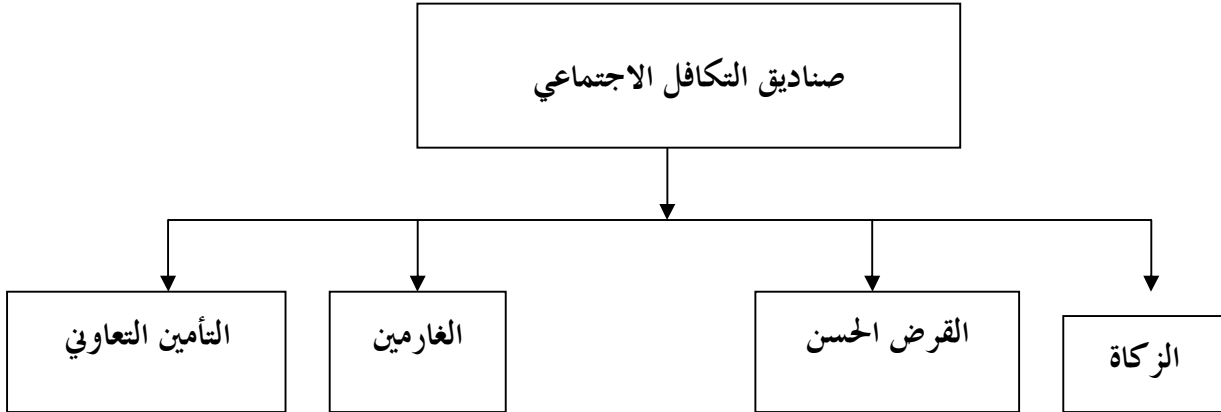 صناديق التكافل الاجتماعي
الزكاة
القرض الحسن
الغارمين
التأمين التعاوني